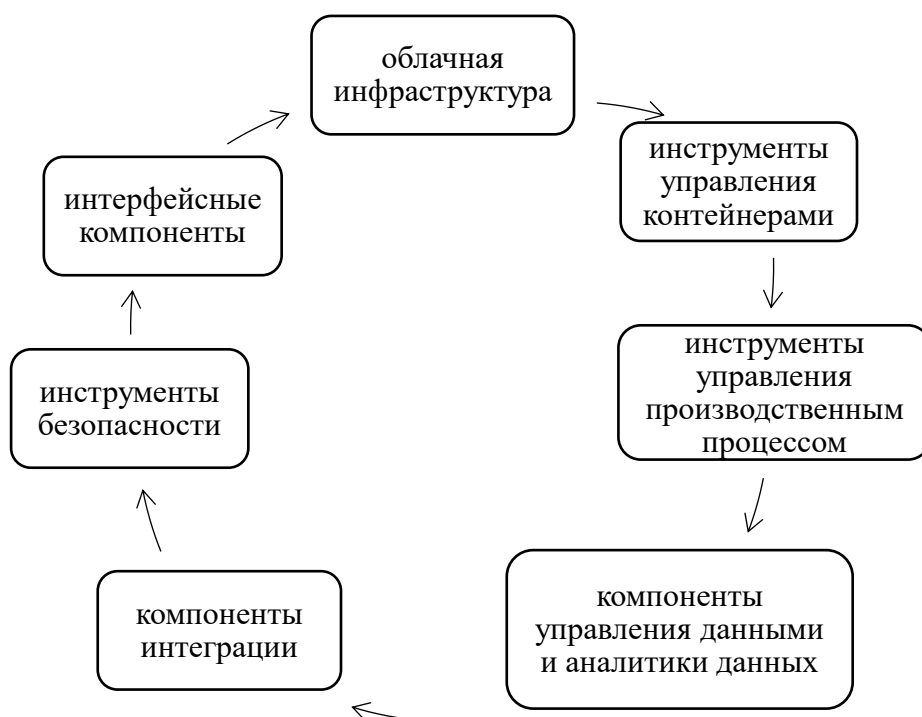 облачная
инфраструктура
инструменты
управления
контейнерами
инструменты
управления
производственным
процессом
компоненты
управления данными
и аналитики данных
компоненты
интеграции
инструменты
безопасности
интерфейсные
компоненты